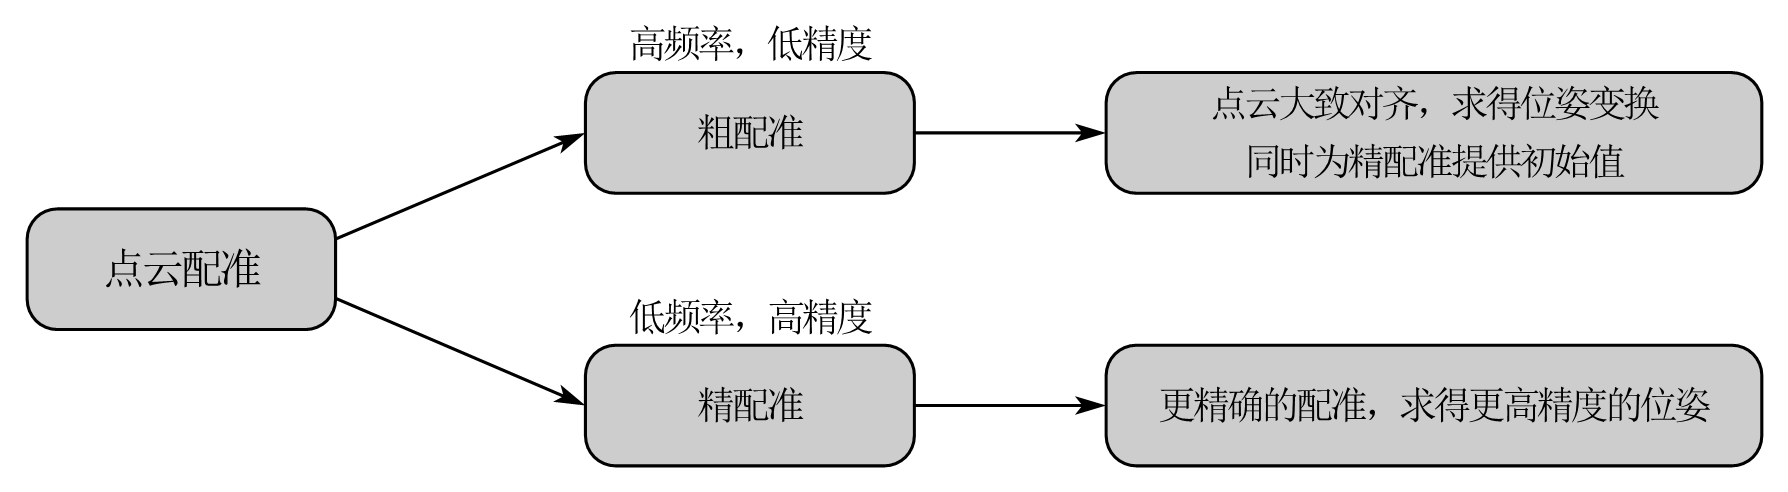 点云配准
高频率，低精度
粗配准
点云大致对齐，求得位姿变换
同时为精配准提供初始值
低频率，高精度
精配准
更精确的配准，求得更高精度的位姿